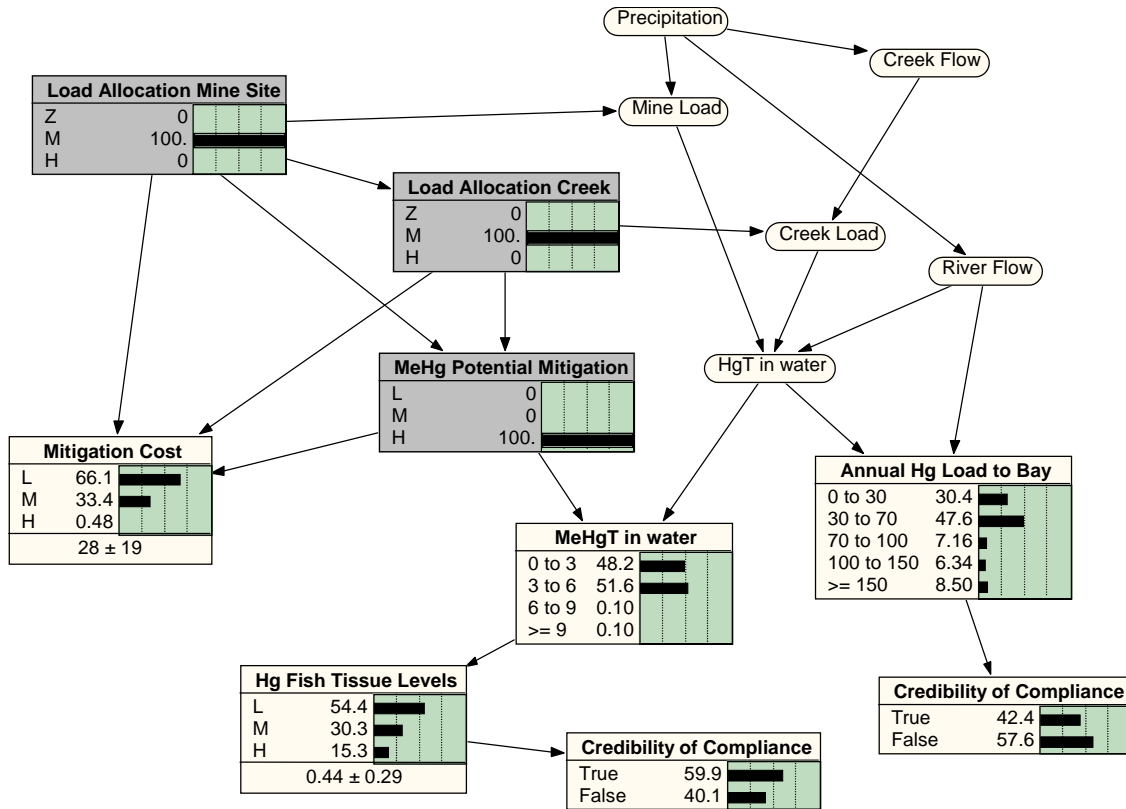 Precipitation
Creek Flow
Load Allocation Mine Site
Z 0
M 100.
H 0
Mine Load
Load Allocation Creek
Z 0
M 100.
H 0
Creek Load
River Flow
MeHg Potential Mitigation
L 0
M 0
H 100.
HgT in water
Mitigation Cost
L 66.1
M 33.4
H 0.48
28 ± 19
Annual Hg Load to Bay
0 to 30 30.4
30 to 70 47.6
70 to 100 7.16
100 to 150 6.34
>= 150 8.50
MeHgT in water
0 to 3 48.2
3 to 6 51.6
6 to 9 0.10
>= 9 0.10
Hg Fish Tissue Levels
L 54.4
M 30.3
H 15.3
0.44 ± 0.29
Credibility of Compliance
True 42.4
False 57.6
Credibility of Compliance
True 59.9
False 40.1